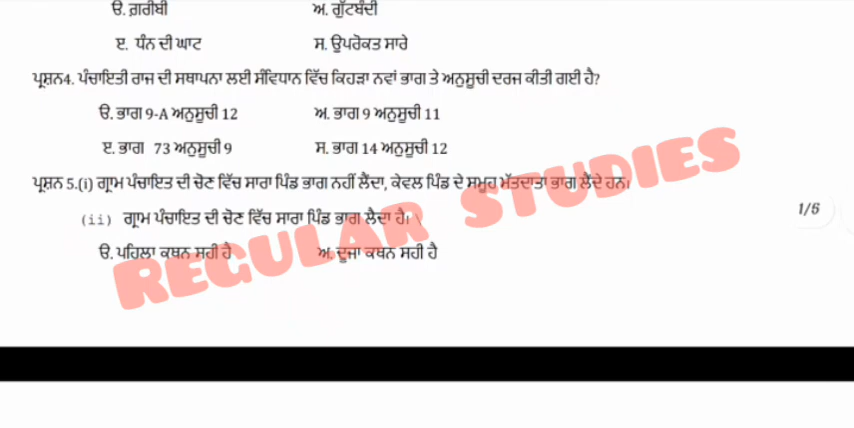 ੳ. ਗ਼ਰੀਬੀ ਅ. ਗੁੱਟਬੰਦੀ
ੲ. ਧੰਨ ਦੀ ਘਾਟ ਸ. ਉਪਰੋਕਤ ਸਾਰੇ
ਪ੍ਰਸ਼ਨ4. ਪੰਚਾਇਤੀ ਰਾਜ ਦੀ ਸਥਾਪਨਾ ਲਈ ਸੰਵਿਧਾਨ ਵਿੱਚ ਕਿਹੜਾ ਨਵਾਂ ਭਾਗ ਤੇ ਅਨੁਸੂਚੀ ਦਰਜ ਕੀਤੀ ਗਈ ਹੈ?
ੳ. ਭਾਗ 9-A ਅਨੁਸੂਚੀ 12 ਅ. ਭਾਗ 9 ਅਨੁਸੂਚੀ 11
ੲ. ਭਾਗ 73 ਅਨੁਸੂਚੀ 9 ਸ. ਭਾਗ 14 ਅਨੁਸੂਚੀ 12
ਪ੍ਰਸ਼ਨ 5.(i) ਗ੍ਰਾਮ ਪੰਚਾਇਤ ਦੀ ਚੋਣ ਵਿੱਚ ਸਾਰਾ ਪਿੰਡ ਭਾਗ ਨਹੀਂ ਲੈਂਦਾ, ਕੇਵਲ ਪਿੰਡ ਦੇ ਸਮੂਹ ਮੱਤਦਾਤਾ ਭਾਗ ਲੈਂਦੇ ਹਨ।
1/6
(ii) ਗ੍ਰਾਮ ਪੰਚਾਇਤ ਦੀ ਚੋਣ ਵਿੱਚ ਸਾਰਾ ਪਿੰਡ ਭਾਗ ਲੈਂਦਾ ਹੈ।
ੳ. ਪਹਿਲਾ ਕਥਨ ਸਹੀ ਹੈ ਅ. ਦੂਜਾ ਕਥਨ ਸਹੀ ਹੈ
REGULAR STUDIES